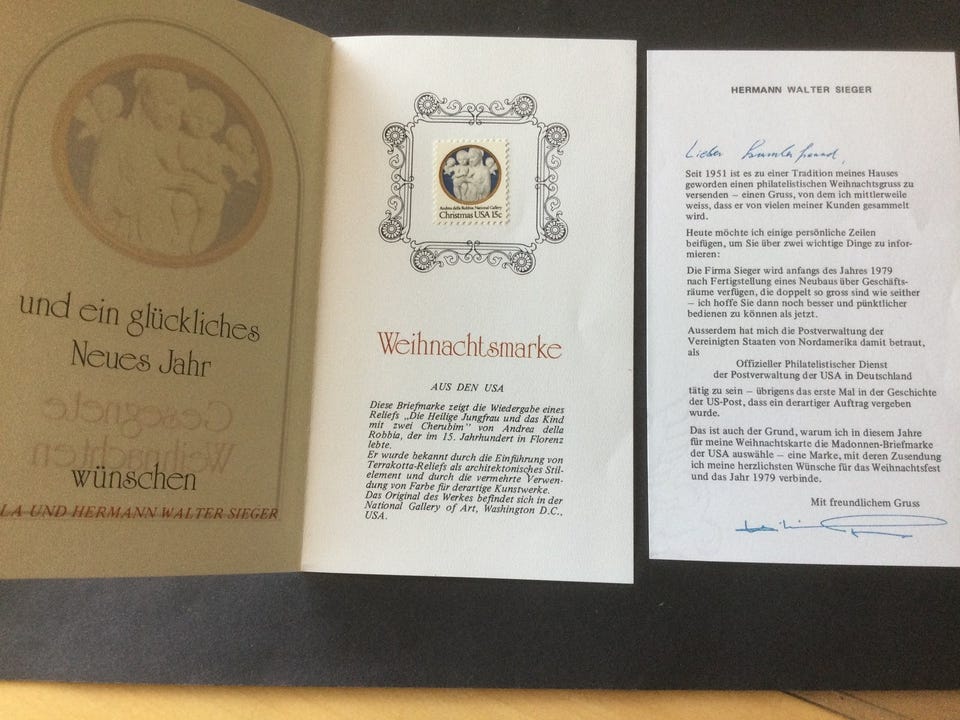 und ein glückliches
Neues Jahr
Gesegnete
Weihnachten
wünschen
LA UND HERMANN WALTER SIEGER
Andrea della Robbia, National Gallery
Christmas USA 15c
Weihnachtsmarke
AUS DEN USA
Diese Briefmarke zeigt die Wiedergabe eines
Reliefs „Die Heilige Jungfrau und das Kind
mit zwei Cherubim" von Andrea della
Robbia, der im 15. Jahrhundert in Florenz
lebte.
Er wurde bekannt durch die Einführung von
Terrakotta-Reliefs als architektonisches Stil-
element und durch die vermehrte Verwen-
dung von Farbe für derartige Kunstwerke.
Das Original des Werkes befindet sich in der
National Gallery of Art, Washington D.C.,
USA.
HERMANN WALTER SIEGER
Lieber Sammlerfreund,
Seit 1951 ist es zu einer Tradition meines Hauses
geworden einen philatelistischen Weihnachtsgruss zu
versenden – einen Gruss, von dem ich mittlerweile
weiss, dass er von vielen meiner Kunden gesammelt
wird.
Heute möchte ich einige persönliche Zeilen
beifügen, um Sie über zwei wichtige Dinge zu infor-
mieren:
Die Firma Sieger wird anfangs des Jahres 1979
nach Fertigstellung eines Neubaus über Geschäfts-
räume verfügen, die doppelt so gross sind wie seither
– ich hoffe Sie dann noch besser und pünktlicher
bedienen zu können als jetzt.
Ausserdem hat mich die Postverwaltung der
Vereinigten Staaten von Nordamerika damit betraut,
als
Offizieller Philatelistischer Dienst
der Postverwaltung der USA in Deutschland
tätig zu sein – übrigens das erste Mal in der Geschichte
der US-Post, dass ein derartiger Auftrag vergeben
wurde.
Das ist auch der Grund, warum ich in diesem Jahre
für meine Weihnachtskarte die Madonnen-Briefmarke
der USA auswählte – eine Marke, mit deren Zusendung
ich meine herzlichsten Wünsche für das Weihnachtsfest
und das Jahr 1979 verbinde.
Mit freundlichem Gruss